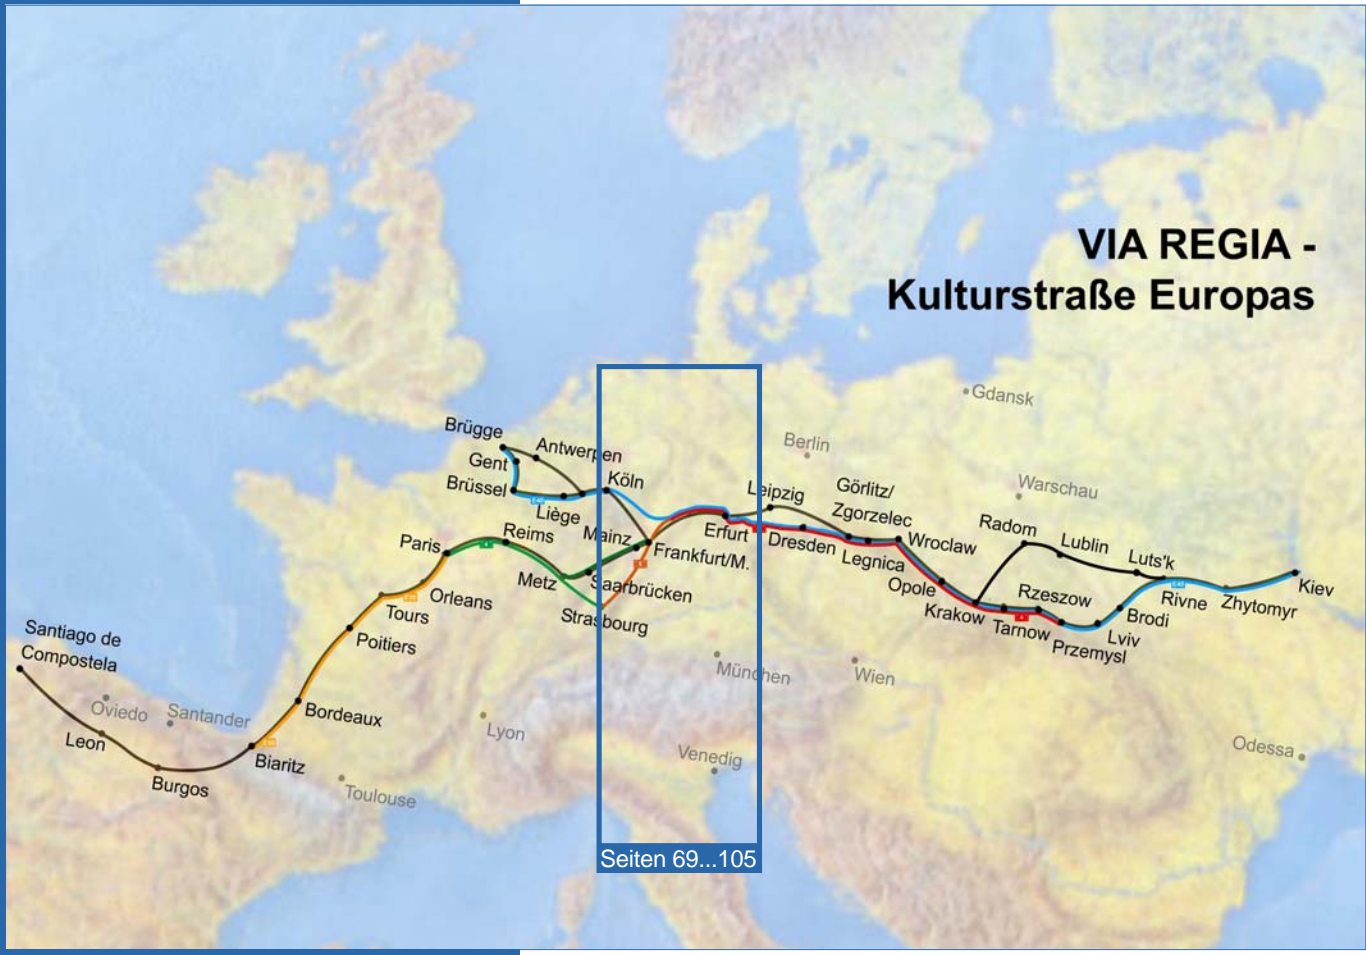 VIA REGIA -
Kulturstraße Europas
Gdansk
Brügge
Antwerpen
Berlin
Gent
Köln
Brüssel
Leipzig
Görlitz/
Zgorzelec
Warschau
Liège
Reims
Mainz
Erfurt
Dresden
Wroclaw
Radom
Lublin
Luts'k
Paris
Frankfurt/M.
Legnica
Metz
Saarbrücken
Opole
Rzeszow
Kiev
Orleans
Tours
Strasbourg
Krakow
Tarnow
Rivne
Zhytomyr
Brodi
Lviv
Przemysl
Santiago de
Compostela
Poitiers
München
Wien
Oviedo
Santander
Bordeaux
Lyon
Leon
Biaritz
Venedig
Odessa
Burgos
Toulouse
Seiten 69...105